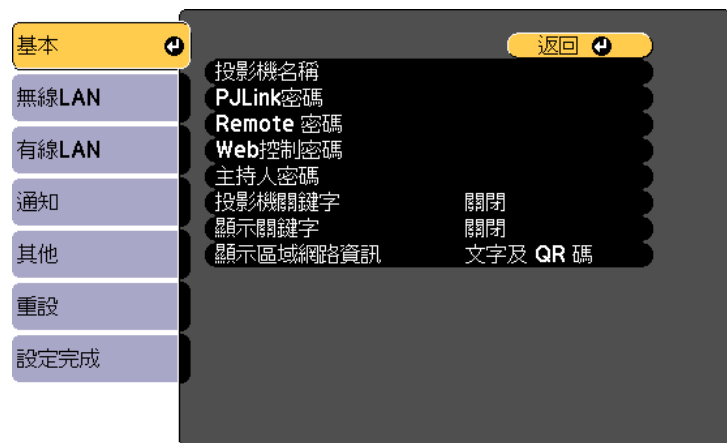 基本
無線LAN
有線LAN
通知
其他
重設
設定完成
返回
投影機名稱
PJLink密碼
Remote 密碼
Web控制密碼
主持人密碼
投影機關鍵字 關閉
顯示關鍵字 關閉
顯示區域網路資訊 文字及 QR 碼